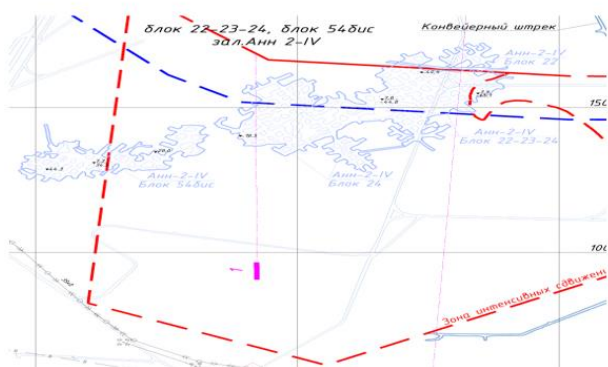 блок 22-23-24, блок 54бис
зал.Анн 2-IV
Конвейерный штрек
Анн-2-IV
Блок 22
150
Анн-2-IV
Блок 22-23-24
Анн-2-IV
Блок 54бис
Анн-2-IV
Блок 24
100
1
Зона интенсивных сдвижени